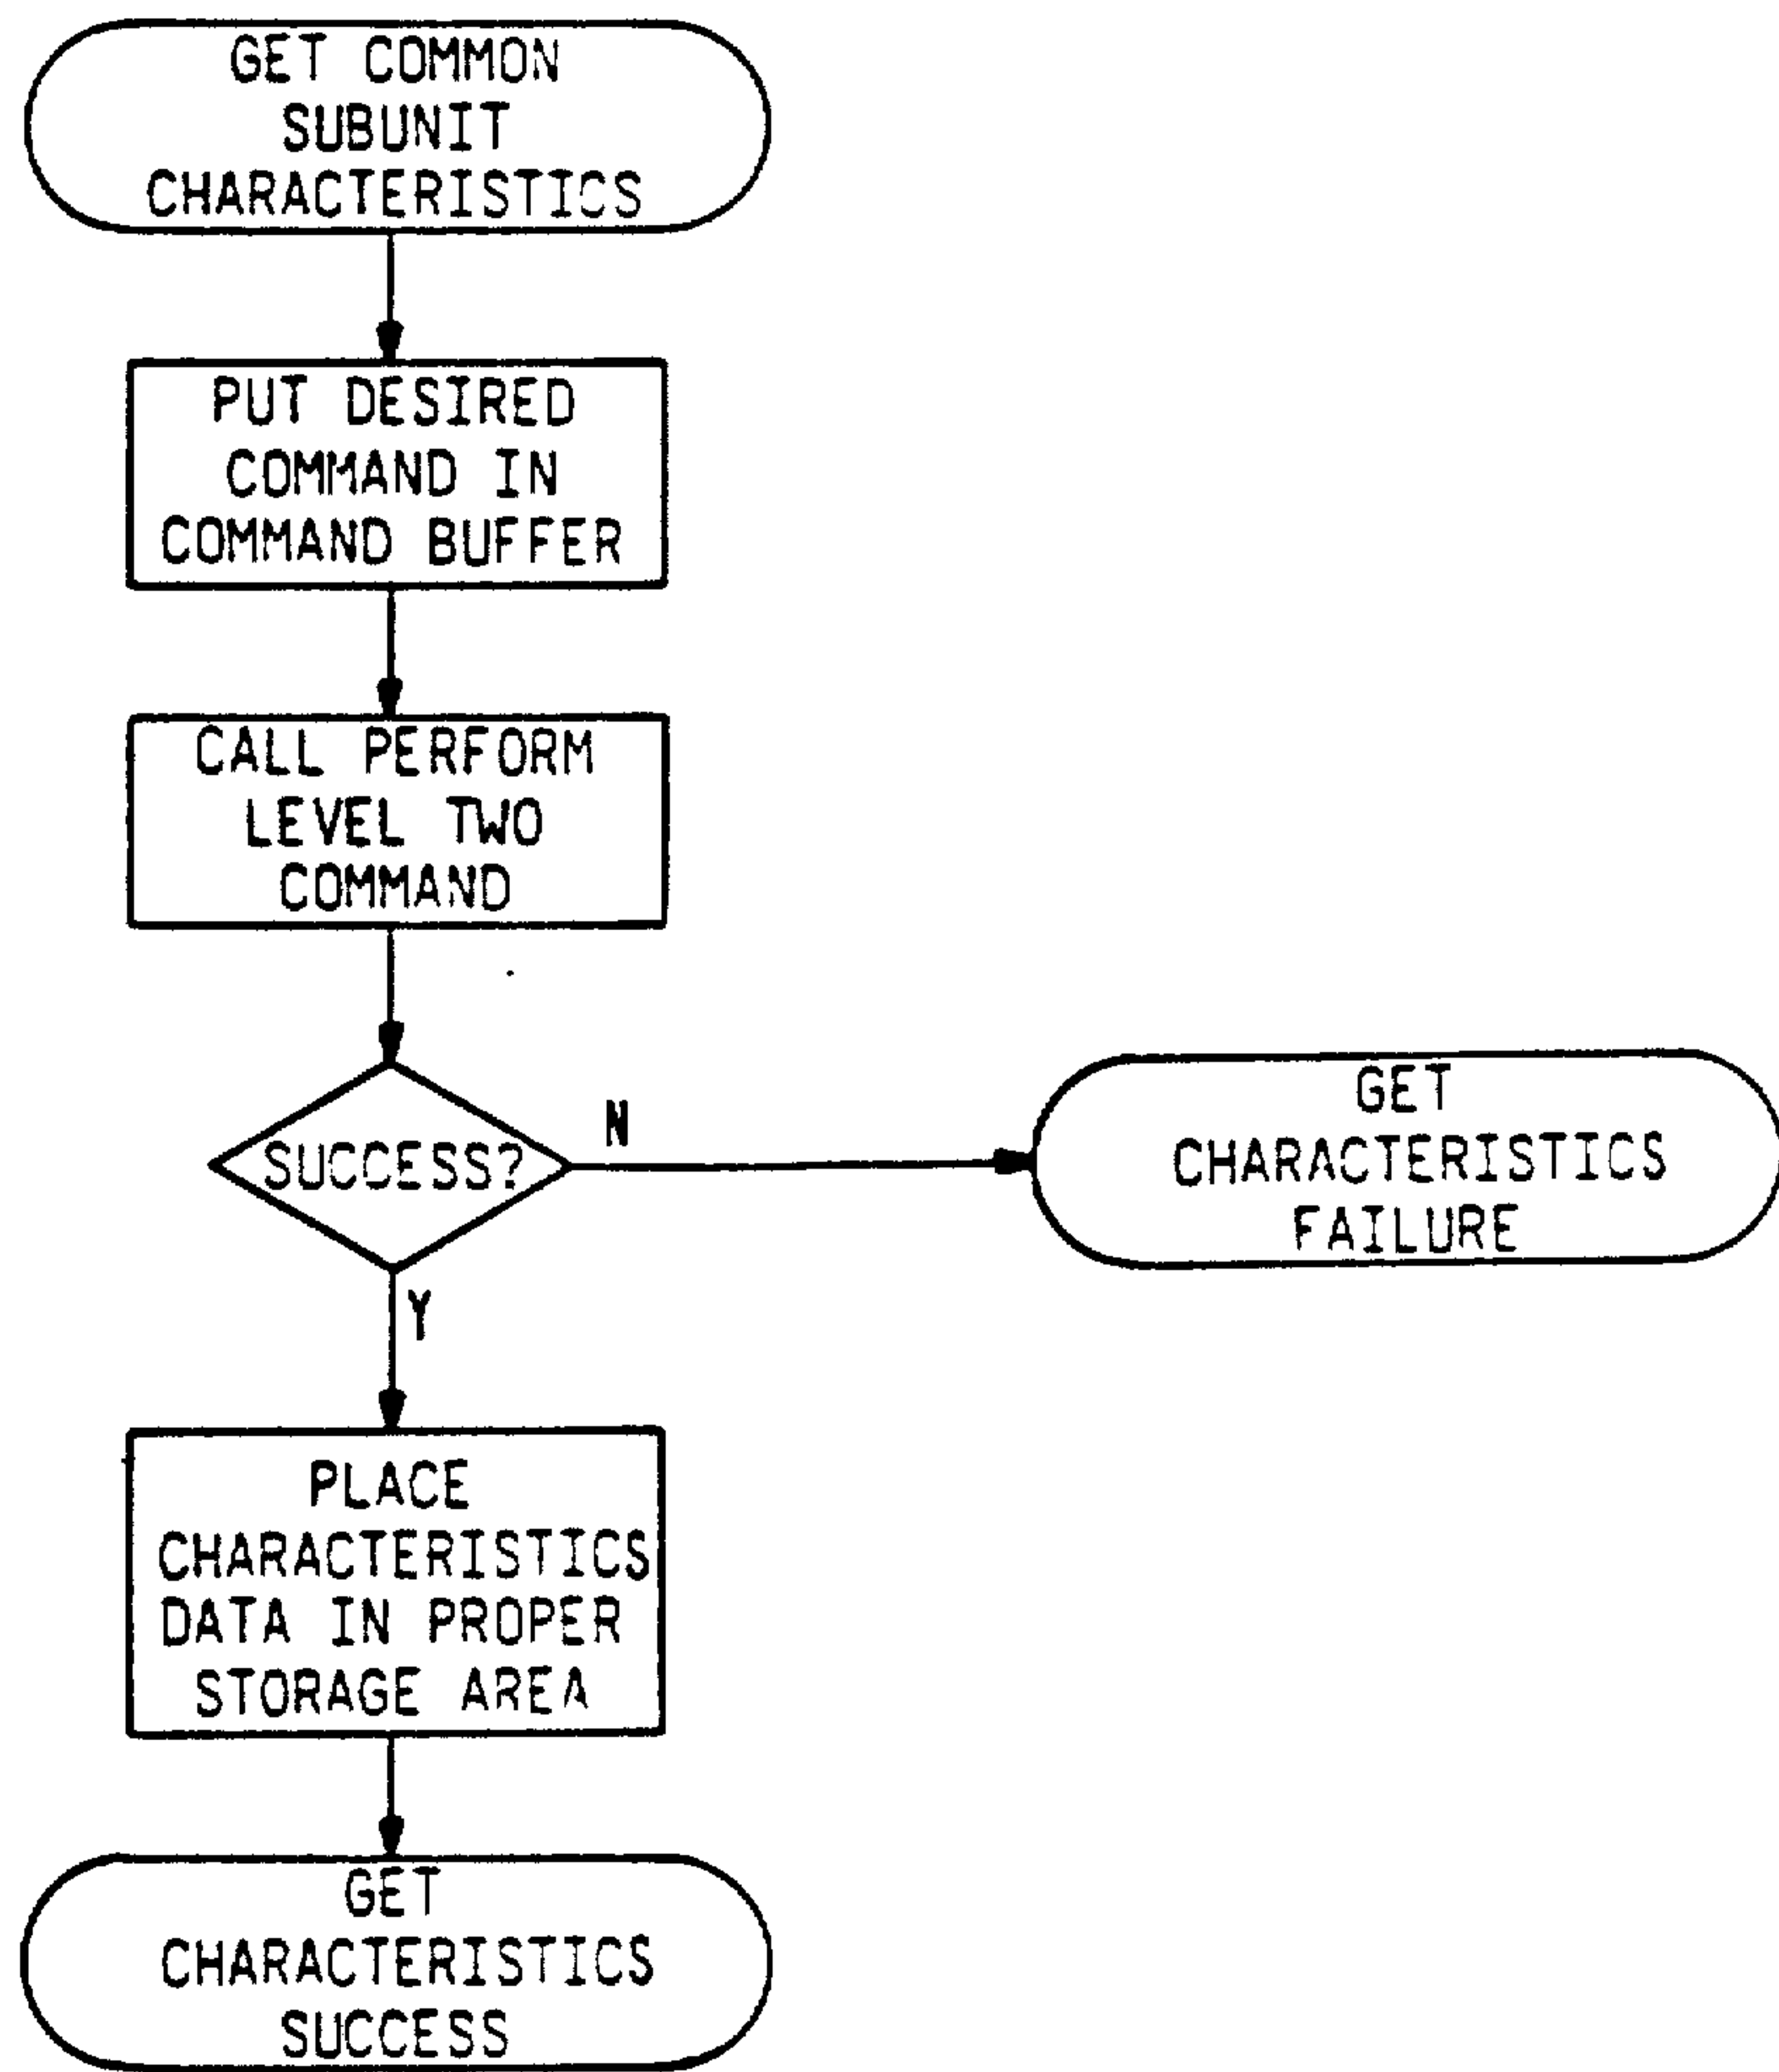 GET COMMON
SUBUNIT
CHARACTERISTICS
PUT DESIRED
COMMAND IN
COMMAND BUFFER
CALL PERFORM
LEVEL TWO
COMMAND
SUCCESS?
N
GET
CHARACTERISTICS
FAILURE
Y
PLACE
CHARACTERISTICS
DATA IN PROPER
STORAGE AREA
GET
CHARACTERISTICS
SUCCESS